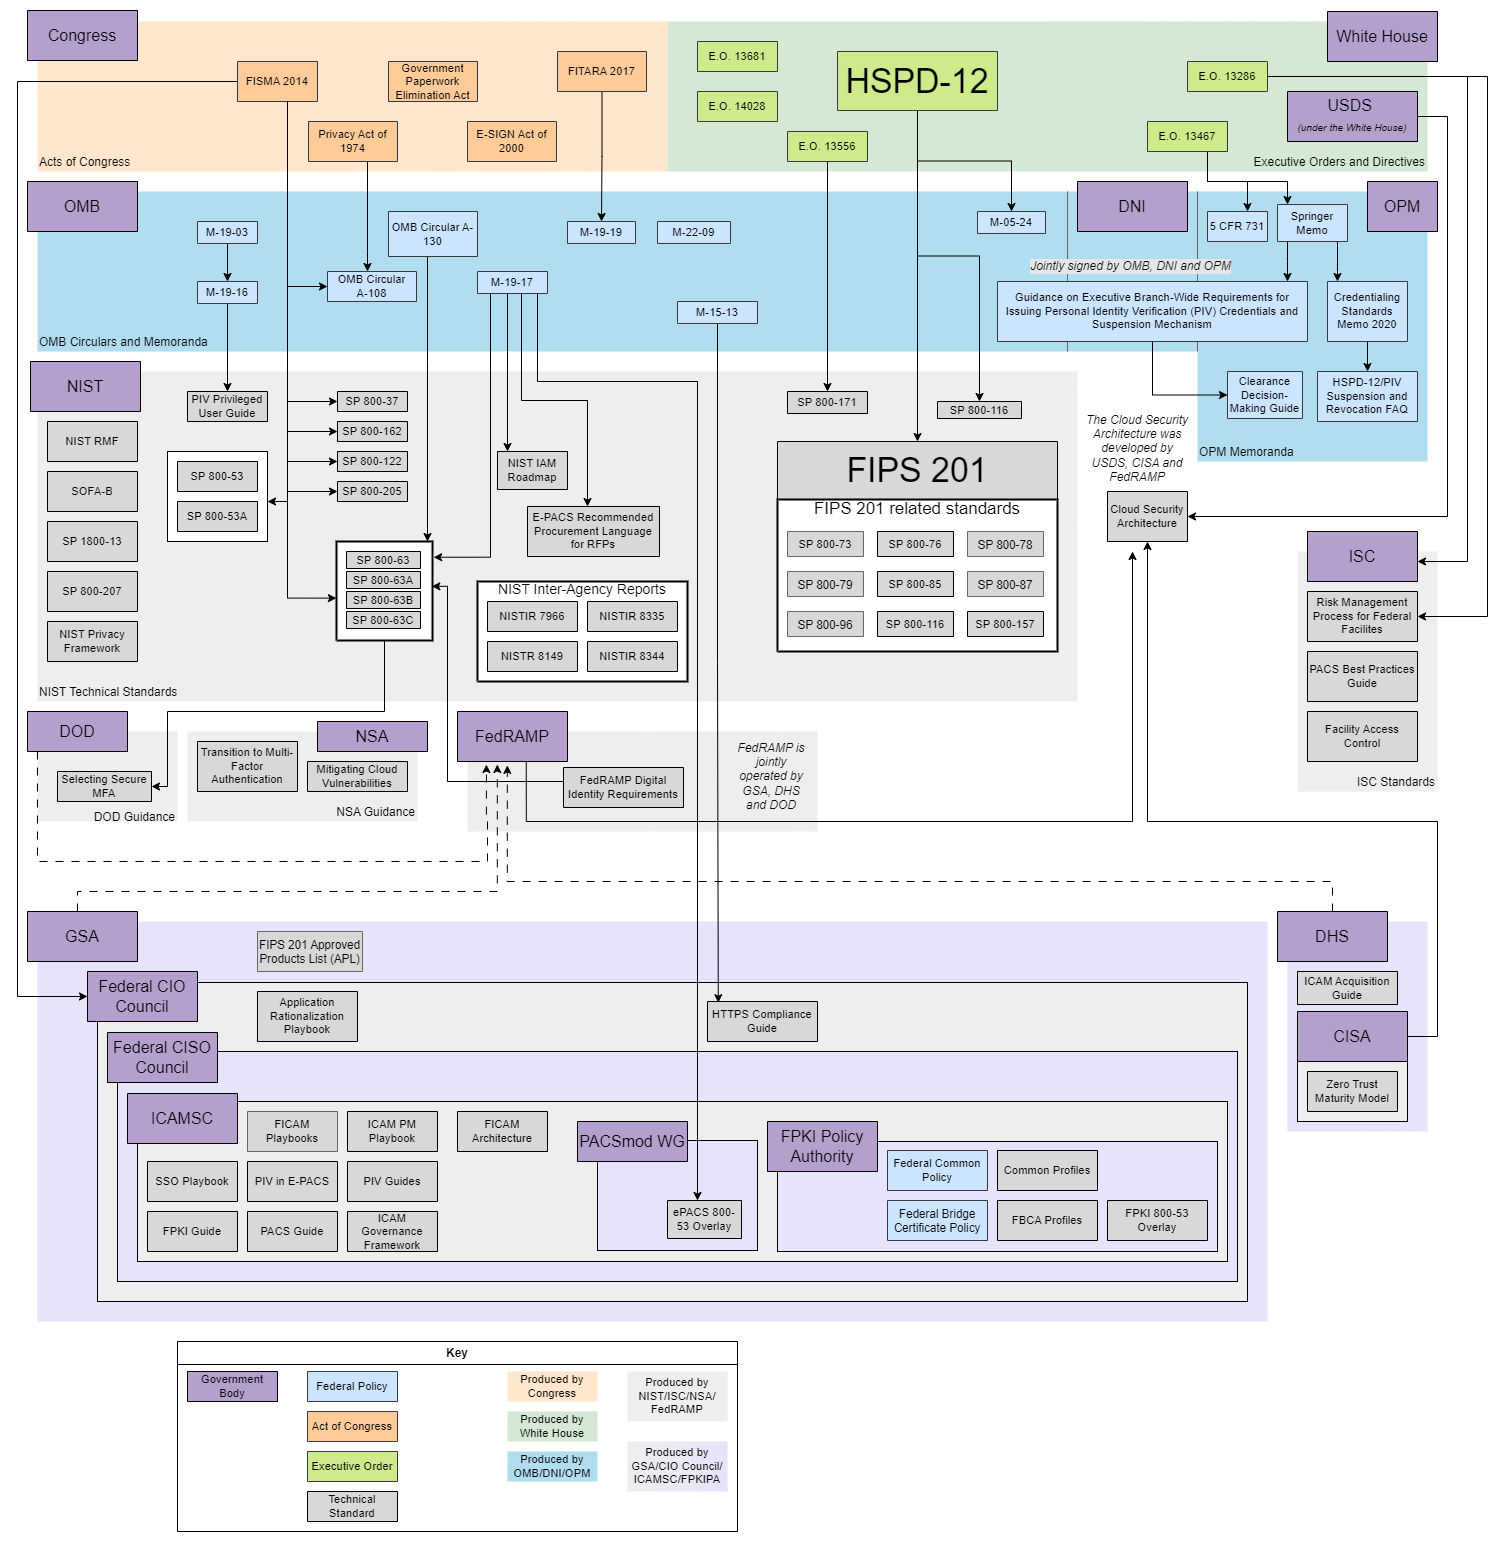 Congress
White House
FISMA 2014
Government
Paperwork
Elimination Act
FITARA 2017
E.O. 13681
HSPD-12
E.O. 13286
E.O. 14028
USDS
(under the White House)
Privacy Act of
1974
E-SIGN Act of
2000
E.O. 13556
E.O. 13467
Acts of Congress
Executive Orders and Directives
OMB
DNI
OPM
M-19-03
OMB Circular A-
130
M-19-19
M-22-09
M-05-24
5 CFR 731
Springer
Memo
Jointly signed by OMB, DNI and OPM
M-19-16
OMB Circular
A-108
M-19-17
M-15-13
Guidance on Executive Branch-Wide Requirements for
Issuing Personal Identity Verification (PIV) Credentials and
Suspension Mechanism
Credentialing
Standards
Memo 2020
OMB Circulars and Memoranda
NIST
PIV Privileged
User Guide
SP 800-37
SP 800-171
SP 800-116
Clearance
Decision-
Making Guide
HSPD-12/PIV
Suspension and
Revocation FAQ
OPM Memoranda
NIST RMF
SP 800-162
The Cloud Security
Architecture was
developed by
USDS, CISA and
FedRAMP
SP 800-53
SP 800-122
NIST IAM
Roadmap
FIPS 201
SOFA-B
SP 800-205
SP 800-53A
FIPS 201 related standards
Cloud Security
Architecture
E-PACS Recommended
Procurement Language
for RFPs
SP 1800-13
SP 800-73
SP 800-76
SP 800-78
ISC
SP 800-63
SP 800-63A
SP 800-63B
SP 800-63C
SP 800-207
NIST Inter-Agency Reports
SP 800-79
SP 800-85
SP 800-87
NISTIR 7966
NISTIR 8335
Risk Management
Process for Federal
Facilites
NIST Privacy
Framework
SP 800-96
SP 800-116
SP 800-157
NISTR 8149
NISTIR 8344
PACS Best Practices
Guide
NIST Technical Standards
DOD
NSA
FedRAMP
Facility Access
Control
Transition to Multi-
Factor
Authentication
FedRAMP is
jointly
operated by
GSA, DHS
and DOD
Selecting Secure
MFA
Mitigating Cloud
Vulnerabilities
FedRAMP Digital
Identity Requirements
ISC Standards
DOD Guidance
NSA Guidance
GSA
DHS
FIPS 201 Approved
Products List (APL)
Federal CIO
Council
Application
Rationalization
Playbook
HTTPS Compliance
Guide
ICAM Acquisition
Guide
Federal CISO
Council
CISA
Zero Trust
Maturity Model
ICAMSC
FICAM
Playbooks
ICAM PM
Playbook
FICAM
Architecture
PACSmod WG
FPKI Policy
Authority
SSO Playbook
PIV in E-PACS
PIV Guides
Federal Common
Policy
Common Profiles
FPKI Guide
PACS Guide
ICAM
Governance
Framework
ePACS 800-
53 Overlay
Federal Bridge
Certificate Policy
FBCA Profiles
FPKI 800-53
Overlay
Key
Government
Body
Federal Policy
Produced by
Congress
Produced by
NIST/ISC/NSA/
FedRAMP
Act of Congress
Produced by
White House
Executive Order
Produced by
OMB/DNI/OPM
Produced by
GSA/CIO Council/
ICAMSC/FPKIPA
Technical
Standard